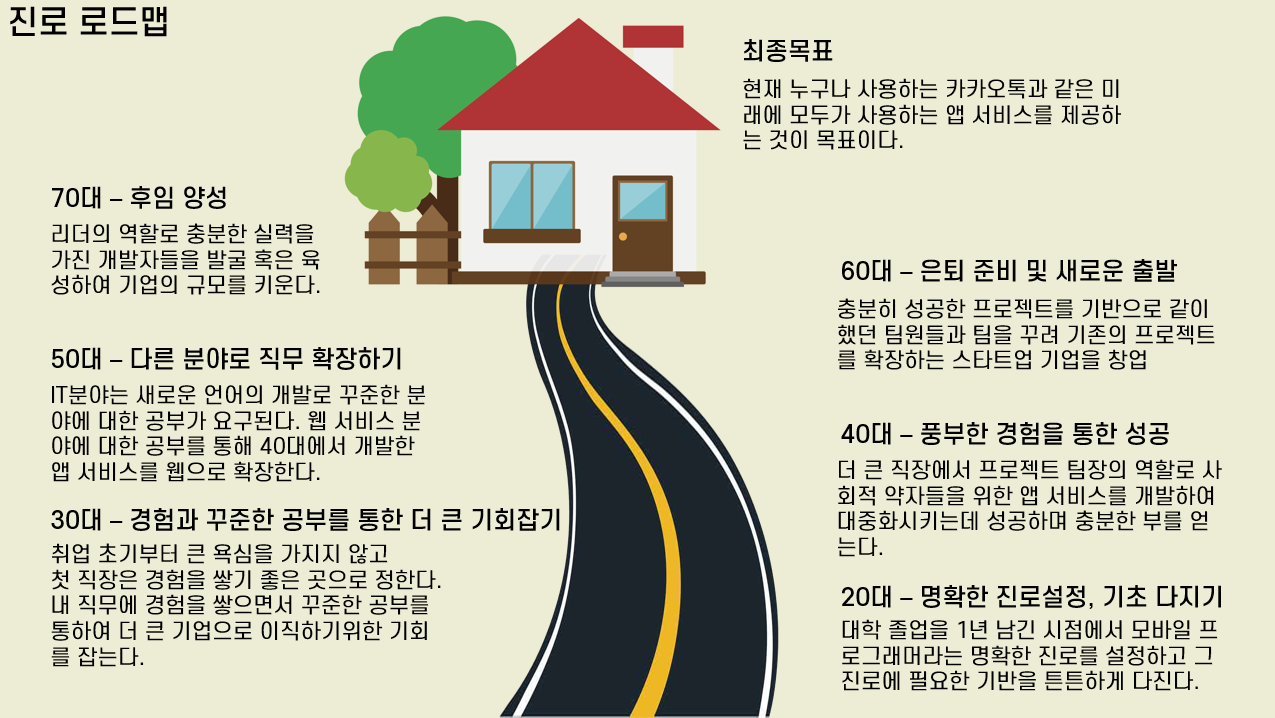 진로 로드맵
최종목표
현재 누구나 사용하는 카카오톡과 같은 미
래에 모두가 사용하는 앱 서비스를 제공하
는 것이 목표이다.
70대 – 후임 양성
리더의 역할로 충분한 실력을
가진 개발자들을 발굴 혹은 육
성하여 기업의 규모를 키운다.
60대 – 은퇴 준비 및 새로운 출발
충분히 성공한 프로젝트를 기반으로 같이
했던 팀원들과 팀을 꾸려 기존의 프로젝트
를 확장하는 스타트업 기업을 창업
50대 – 다른 분야로 직무 확장하기
IT분야는 새로운 언어의 개발로 꾸준한 분
야에 대한 공부가 요구된다. 웹 서비스 분
야에 대한 공부를 통해 40대에서 개발한
앱 서비스를 웹으로 확장한다.
40대 – 풍부한 경험을 통한 성공
더 큰 직장에서 프로젝트 팀장의 역할로 사
회적 약자들을 위한 앱 서비스를 개발하여
대중화시키는데 성공하며 충분한 부를 얻
는다.
30대 – 경험과 꾸준한 공부를 통한 더 큰 기회잡기
취업 초기부터 큰 욕심을 가지지 않고
첫 직장은 경험을 쌓기 좋은 곳으로 정한다.
내 직무에 경험을 쌓으면서 꾸준한 공부를
통하여 더 큰 기업으로 이직하기위한 기회
를 잡는다.
20대 – 명확한 진로설정, 기초 다지기
대학 졸업을 1년 남긴 시점에서 모바일 프
로그래머라는 명확한 진로를 설정하고 그
진로에 필요한 기반을 튼튼하게 다진다.